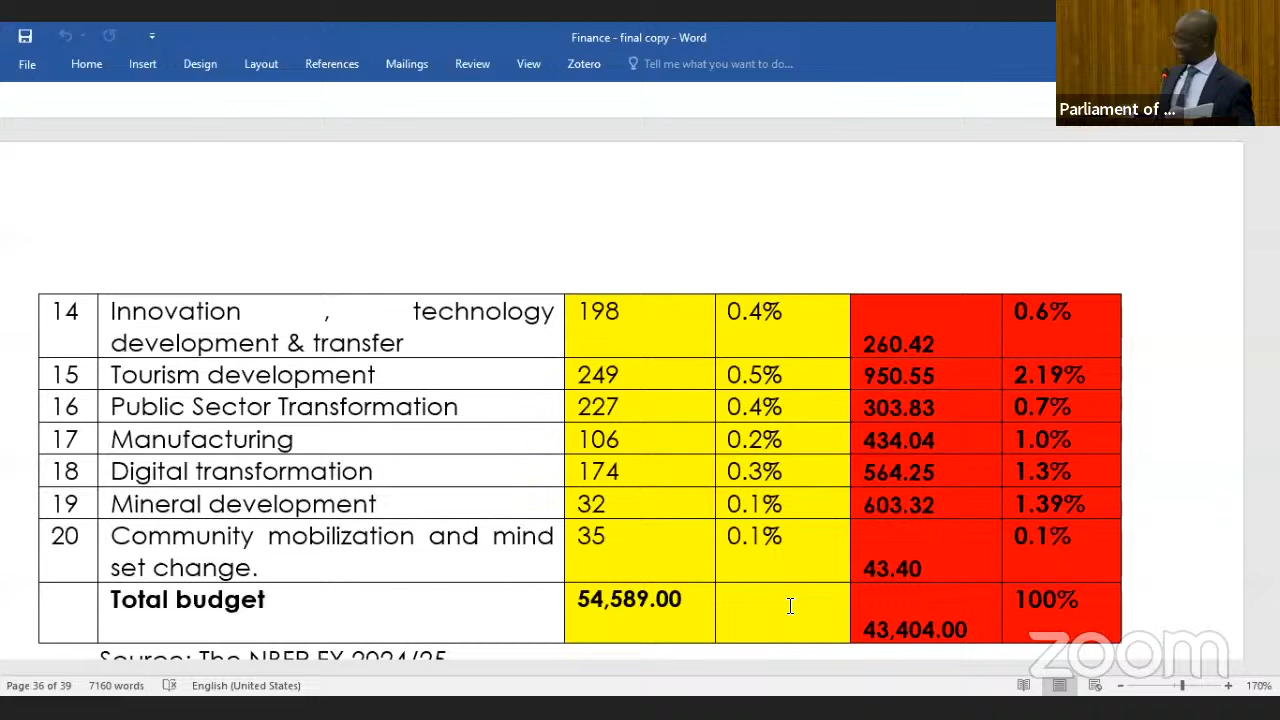 Finance - final copy - Word
File Home Insert Design Layout References Mailings Review View Zotero Tell me what you want to do...
Parliament of ...
14 Innovation , technology 198 0.4% 0.6%
development & transfer 260.42
15 Tourism development 249 0.5% 950.55 2.19%
16 Public Sector Transformation 227 0.4% 303.83 0.7%
17 Manufacturing 106 0.2% 434.04 1.0%
18 Digital transformation 174 0.3% 564.25 1.3%
19 Mineral development 32 0.1% 603.32 1.39%
20 Community mobilization and mind 35 0.1% 0.1%
set change. 43.40
Total budget 54,589.00 100%
43,404.00
Source: The NBFP FY 2024/25
zoom
Page 36 of 39 7160 words English (United States) 170%